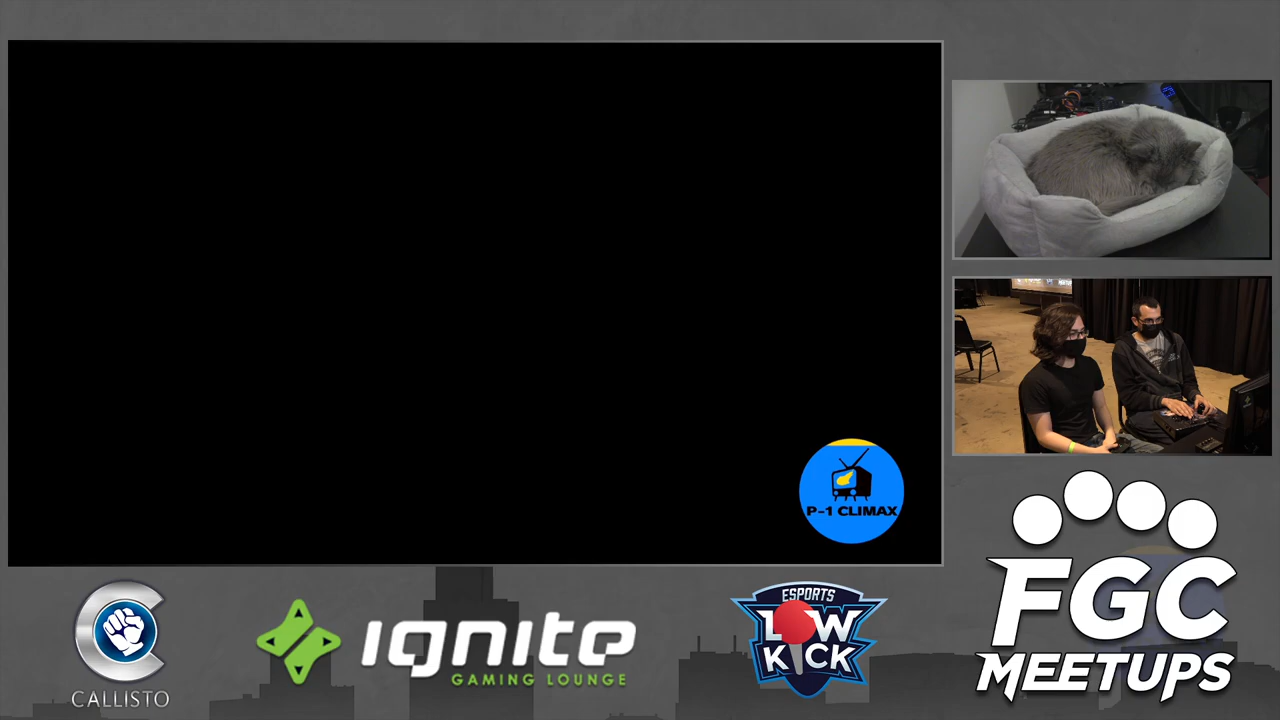 P-1 CLIMAX
CALLISTO
ignite
GAMING LOUNGE
ESPORTS
LOW
KICK
FGC
MEETUPS